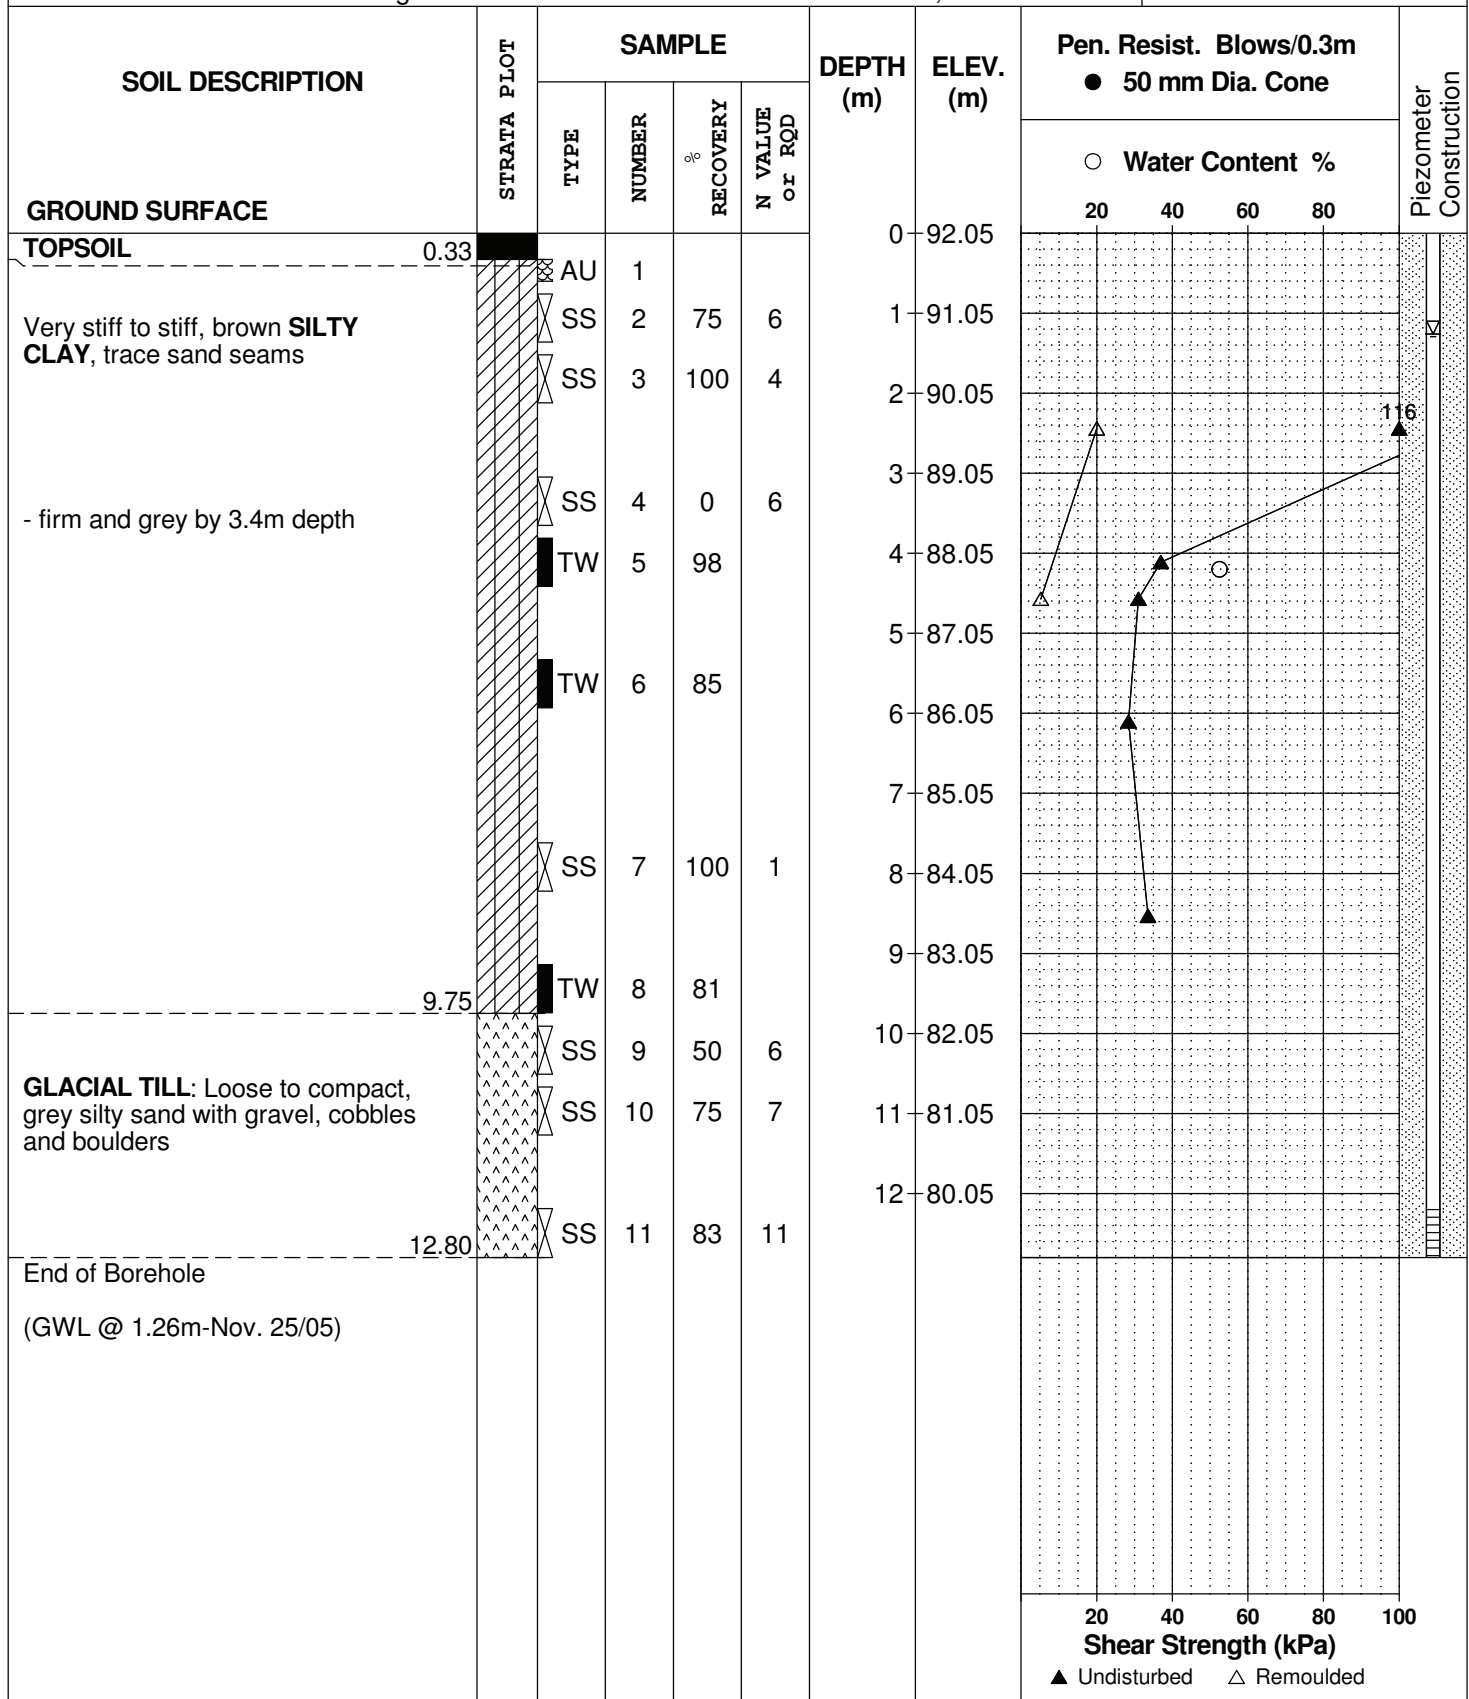 SOIL DESCRIPTION
GROUND SURFACE
STRATA PLOT
SAMPLE
TYPE
NUMBER
%
RECOVERY
N VALUE
or RQD
DEPTH
(m)
ELEV.
(m)
Pen. Resist. Blows/0.3m
● 50 mm Dia. Cone
○ Water Content %
20 40 60 80
Piezometer
Construction
TOPSOIL 0.33
0 92.05
AU 1
Very stiff to stiff, brown SILTY
CLAY, trace sand seams
SS 2 75 6
1 91.05
SS 3 100 4
2 90.05
116
3 89.05
- firm and grey by 3.4m depth
SS 4 0 6
4 88.05
TW 5 98
5 87.05
TW 6 85
6 86.05
7 85.05
SS 7 100 1
8 84.05
9 83.05
TW 8 81
9.75
10 82.05
SS 9 50 6
GLACIAL TILL: Loose to compact,
grey silty sand with gravel, cobbles
and boulders
SS 10 75 7
11 81.05
12 80.05
SS 11 83 11
12.80
End of Borehole
(GWL @ 1.26m-Nov. 25/05)
20 40 60 80 100
Shear Strength (kPa)
▲ Undisturbed △ Remoulded